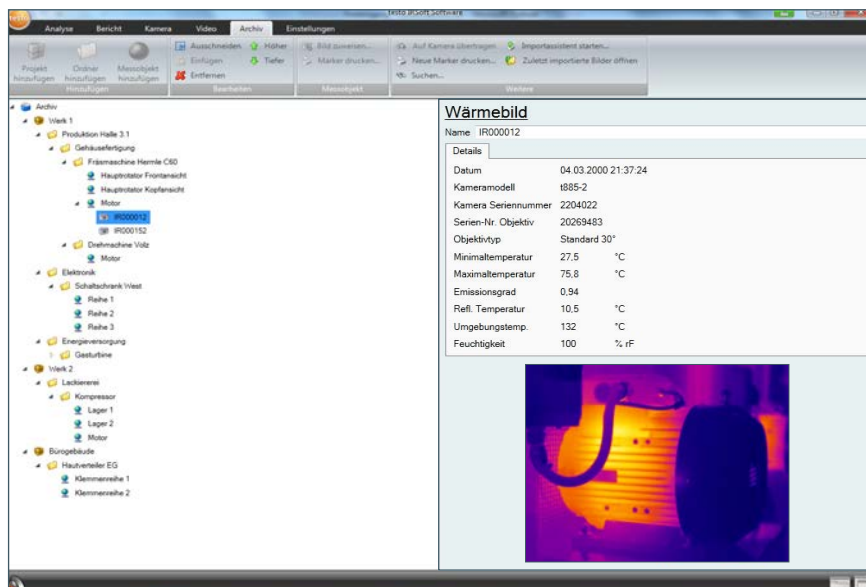 testo IRSoft Software
testo
Analyse Bericht Kamera Video Archiv Einstellungen
Projekt hinzufügen
Ordner hinzufügen
Messobjekt hinzufügen
Hinzufügen
Ausschneiden Höher
Einfügen Tiefer
Entfernen
Bearbeiten
Bild zuweisen...
Marker drucken...
Messobjekt
Auf Kamera übertragen Importassistent starten...
Neue Marker drucken... Zuletzt importierte Bilder öffnen
Suchen...
Weitere
Archiv
Werk 1
Produktion Halle 3.1
Gehäusefertigung
Fräsmaschine Hermle C60
Hauptrotator Frontansicht
Hauptrotator Kopfansicht
Motor
IR000012
IR000152
Drehmschine Volz
Motor
Elektronik
Schaltschrank West
Reihe 1
Reihe 2
Reihe 3
Energieversorgung
Gasturbine
Werk 2
Lackiererei
Kompressor
Lager 1
Lager 2
Motor
Bürogebäude
Hautverteiler EG
Klemmenreihe 1
Klemmenreihe 2
Wärmebild
Name IR000012
Details
Datum 04.03.2000 21:37:24
Kameramodell t885-2
Kamera Seriennummer 2204022
Serien-Nr. Objektiv 20269483
Objektivtyp Standard 30°
Minimaltemperatur 27,5 °C
Maximaltemperatur 75,8 °C
Emissionsgrad 0,94
Refl. Temperatur 10,5 °C
Umgebungstemp. 132 °C
Feuchtigkeit 100 % rF